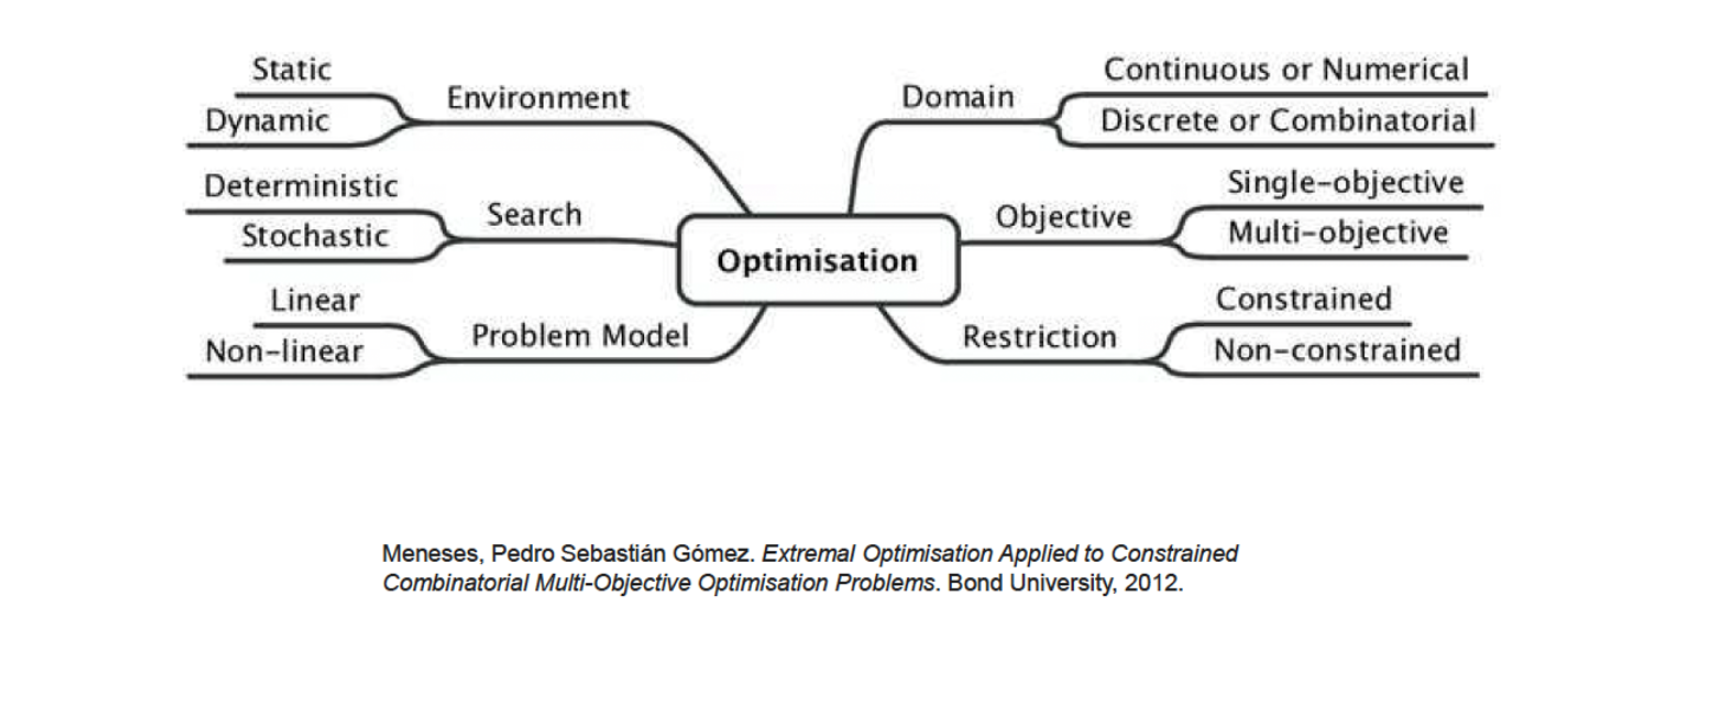 Static
Dynamic
Environment
Deterministic
Stochastic
Search
Linear
Non-linear
Problem Model
Optimisation
Domain
Continuous or Numerical
Discrete or Combinatorial
Objective
Single-objective
Multi-objective
Restriction
Constrained
Non-constrained
Meneses, Pedro Sebastián Gómez. Extremal Optimisation Applied to Constrained
Combinatorial Multi-Objective Optimisation Problems. Bond University, 2012.